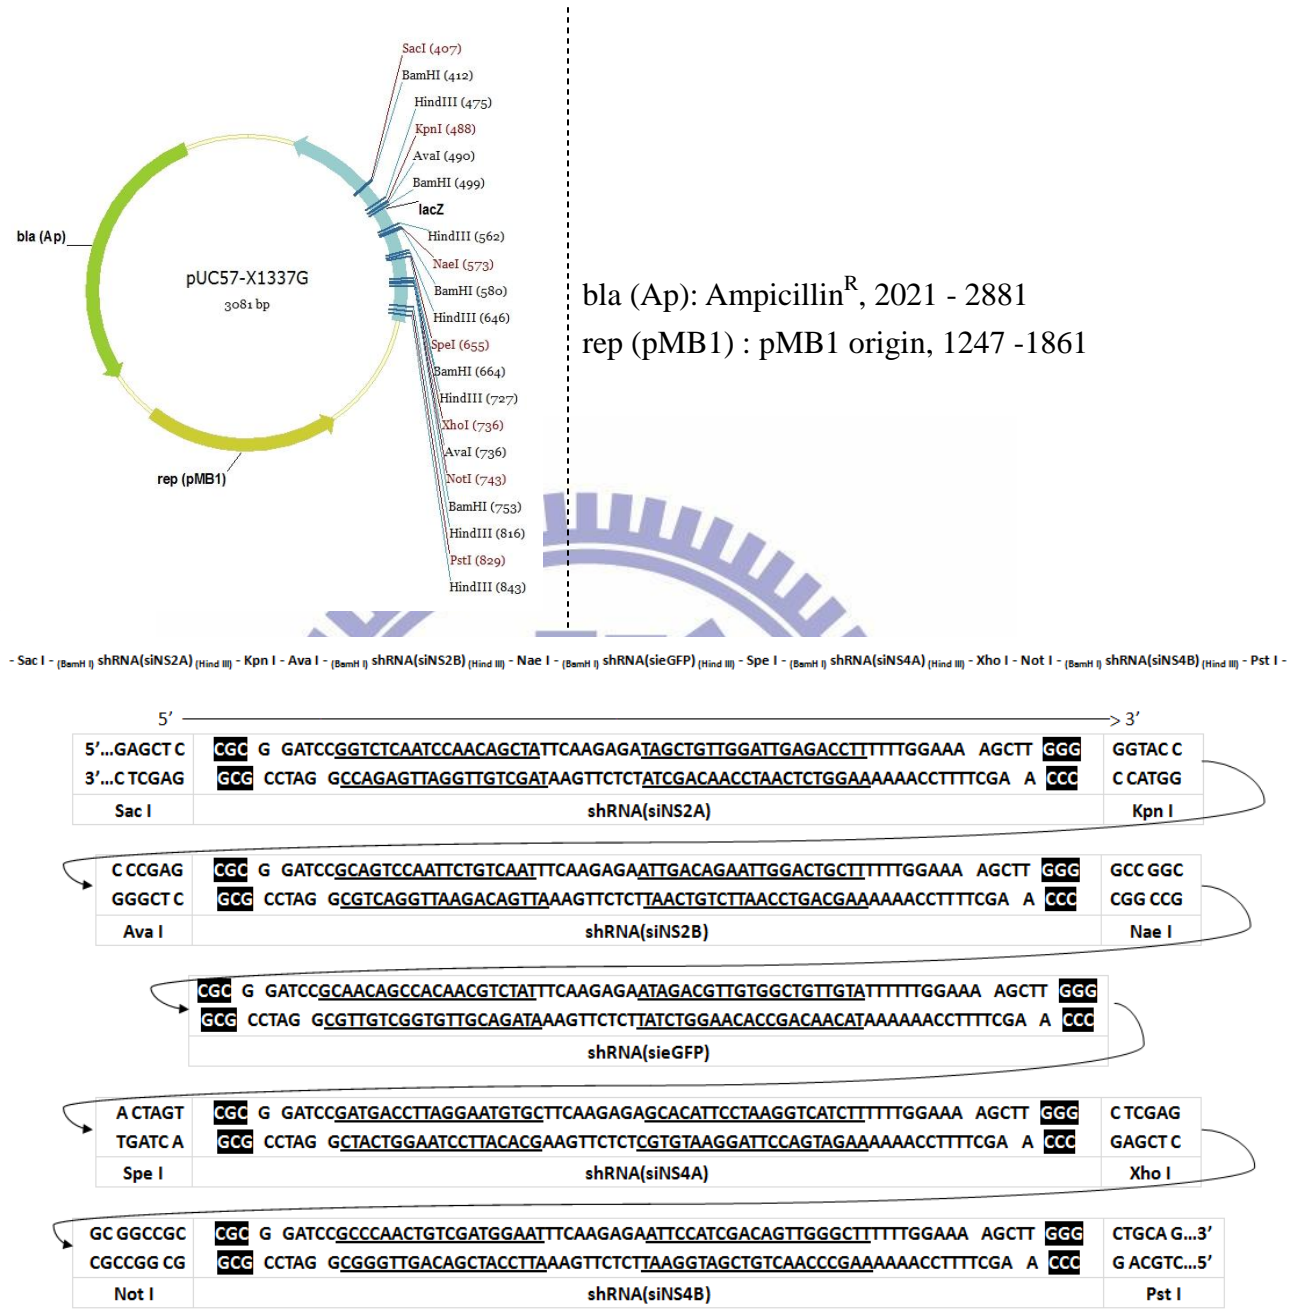 SacI (407)
BamHI (412)
HindIII (475)
KpnI (488)
AvaI (490)
BamHI (499)
lacZ
HindIII (562)
NaeI (573)
BamHI (580)
HindIII (646)
SpeI (655)
BamHI (664)
HindIII (727)
XhoI (736)
AvaI (736)
NotI (743)
BamHI (753)
HindIII (816)
PstI (829)
HindIII (843)
bla (Ap)
pUC57-X1337G
3081 bp
rep (pMB1)
bla (Ap): Ampicillin^R, 2021 - 2881
rep (pMB1) : pMB1 origin, 1247 -1861
- Sac I - (BamH I) shRNA(siNS2A) (Hind III) - Kpn I - Ava I - (BamH I) shRNA(siNS2B) (Hind III) - Nae I - (BamH I) shRNA(sieGFP) (Hind III) - Spe I - (BamH I) shRNA(siNS4A) (Hind III) - Xho I - Not I - (BamH I) shRNA(siNS4B) (Hind III) - Pst I -
5’ 3’
5’...GAGCT C CGC G GATCCGGTCTCAATCCAACAGCTATTCAAGAGATAGCTGTTGGATTGAGACCTTTTTTGGAAA AGCTT GGG GGTAC C
3’...C TCGAG GCG CCTAG GCCAGAGTTAGGTTGTCGATAAGTTCTCTATCGACAACCTAACTCTGGAAAAAACCTTTTCGA A CCC C CATGG
Sac I shRNA(siNS2A) Kpn I
C CCGAG CGC G GATCCGCAGTCCAATTCTGTCAATTTCAAGAGAATTGACAGAATTGGACTGCTTTTTTGGAAA AGCTT GGG GCC GGC
GGGCT C GCG CCTAG GCGTCAGGTTAAGACAGTTAAAGTTCTCTTAACTGTCTTAACCTGACGAAAAAACCTTTTCGA A CCC CGG CCG
Ava I shRNA(siNS2B) Nae I
CGC G GATCCGCAACAGCCACAACGTCTATTTCAAGAGAATAGACGTTGTGGCTGTTGTATTTTTTGGAAA AGCTT GGG
GCG CCTAG GCGTTGTCGGTGTTGCAGATAAAGTTCTCTTATCTGGAACACCGACAACATAAAAAACCTTTTCGA A CCC
shRNA(sieGFP)
A CTAGT CGC G GATCCGATGACCTTAGGAATGTGCTTCAAGAGAGCACATTCCTAAGGTCATCTTTTTTGGAAA AGCTT GGG C TCGAG
TGATC A GCG CCTAG GCTACTGGAATCCTTACACGAAGTTCTCTCGTGTAAGGATTCCAGTAGAAAAAACCTTTTCGA A CCC GAGCT C
Spe I shRNA(siNS4A) Xho I
GC GGCCGC CGC G GATCCGCCCAACTGTCGATGGAATTTCAAGAGAATTCCATCGACAGTTGGGCTTTTTTGGAAA AGCTT GGG CTGCA G...3’
CGCCGG CG GCG CCTAG GCGGGTTGACAGCTACCTTAAAGTTCTCTTAAGGTAGCTGTCAACCCGAAAAAACCTTTTCGA A CCC G ACGTC...5’
Not I shRNA(siNS4B) Pst I